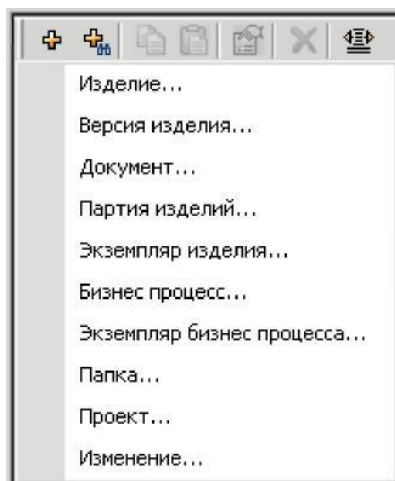 Изделие...
Версия изделия...
Документ...
Партия изделий...
Экземпляр изделия...
Бизнес процесс...
Экземпляр бизнес процесса...
Папка...
Проект...
Изменение...